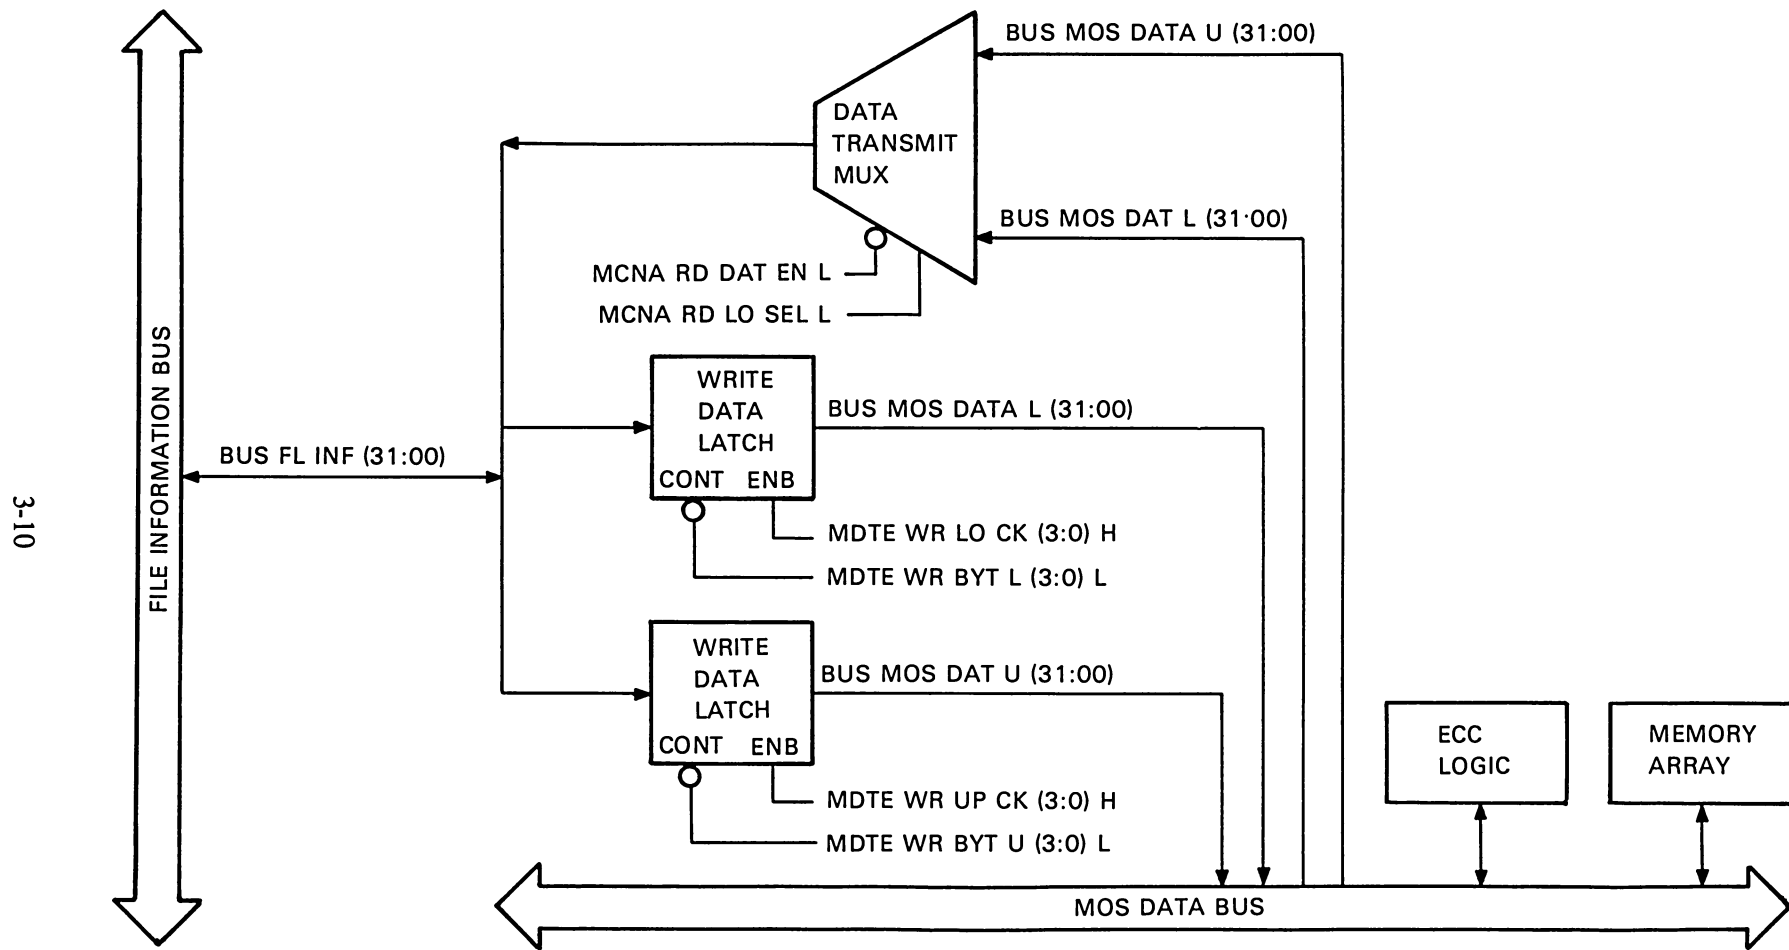 BUS MOS DATA U (31:00)
DATA
TRANSMIT
MUX
BUS MOS DAT L (31·00)
MCNA RD DAT EN L
MCNA RD LO SEL L
WRITE
DATA
LATCH
CONT ENB
BUS MOS DATA L (31:00)
BUS FL INF (31:00)
FILE INFORMATION BUS
3-10
MDTE WR LO CK (3:0) H
MDTE WR BYT L (3:0) L
WRITE
DATA
LATCH
CONT ENB
BUS MOS DAT U (31:00)
MDTE WR UP CK (3:0) H
MDTE WR BYT U (3:0) L
ECC
LOGIC
MEMORY
ARRAY
MOS DATA BUS